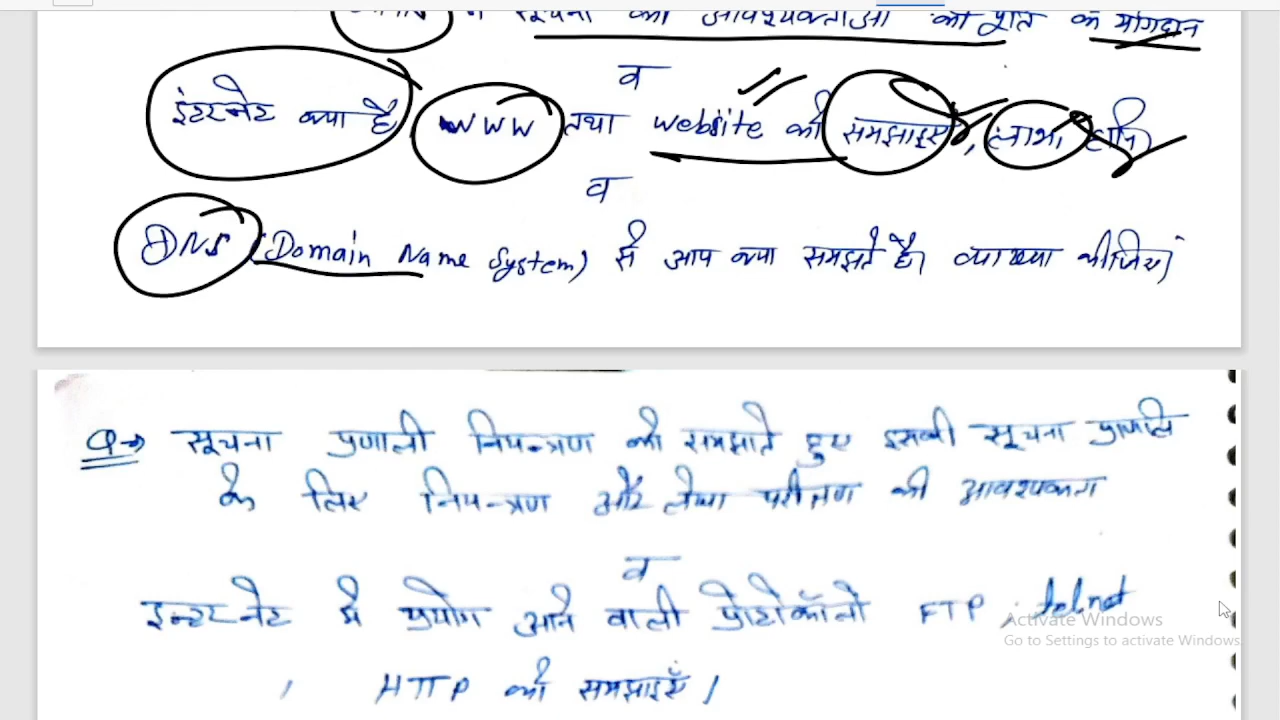 में सूचना की आवश्यकताओं की पूर्ति के योगदान
व
इंटरनेट क्या है WWW तथा website को समझाइए, लाभ, हानि
व
DNS (Domain Name System) से आप क्या समझते है। व्याख्या कीजिए।
Q→ सूचना प्रणाली नियन्त्रण को समझाते हुए इसकी सूचना प्रणाली
के लिए नियन्त्रण और लेखा परीक्षण की आवश्यकता
व
इन्टरनेट मे प्रयोग आने वाली प्रोटोकॉलो FTP, Telnet
Activate Windows
Go to Settings to activate Windows.
, HTTP को समझाइएँ।